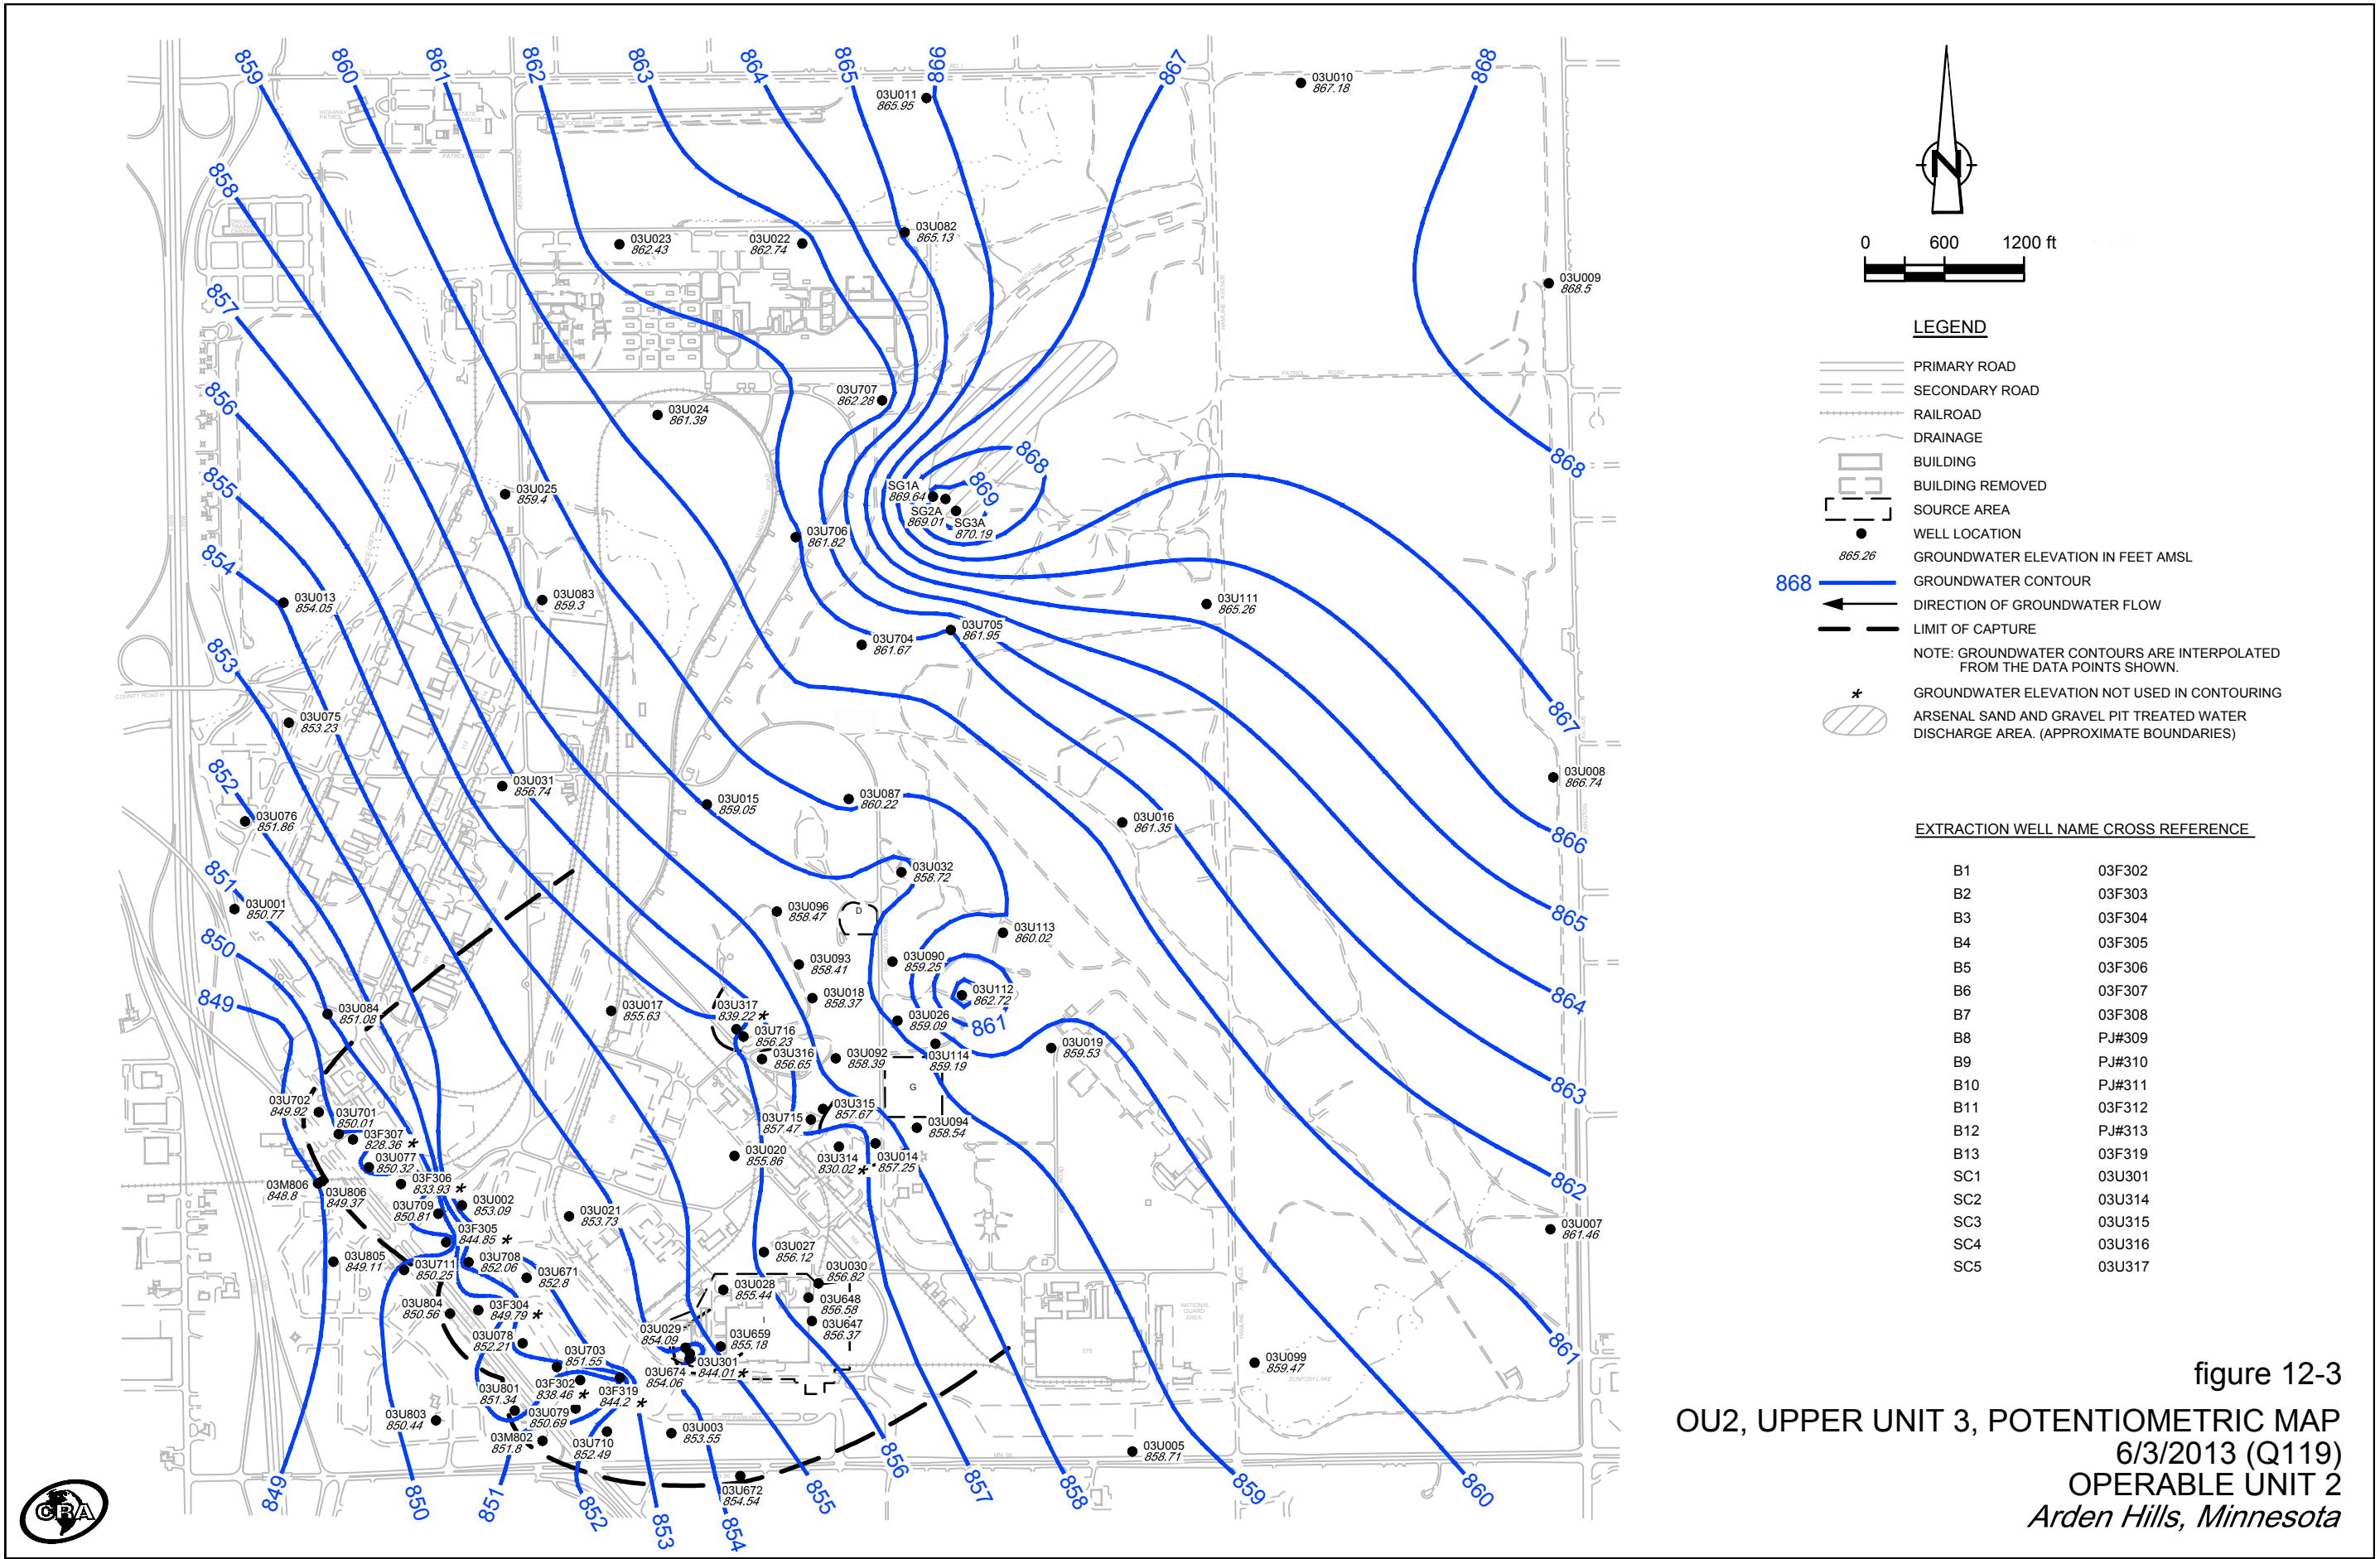 859
860
861
862
863
864
865
866
867
868
03U010
867.18
03U011
865.95
HIGHWAY
PATROL
PATROL ROAD
858
03U023
862.43
03U022
862.74
03U082
865.13
03U009
868.5
857
856
03U707
862.28
03U024
861.39
PATROL ROAD
HAMLINE AVENUE
855
03U025
859.4
868
868
869
SG1A
869.64
SG2A
869.01
SG3A
870.19
03U706
861.82
854
03U013
854.05
03U083
859.3
03U111
865.26
03U705
861.95
03U704
861.67
853
COUNTY ROAD H
03U075
853.23
867
852
03U031
856.74
03U015
859.05
03U087
860.22
03U008
866.74
03U076
851.86
03U016
861.35
866
851
03U032
858.72
03U001
850.77
03U096
858.47
D
865
850
03U113
860.02
03U093
858.41
03U090
859.25
849
03U084
851.08
03U017
855.63
03U317
839.22 *
03U018
858.37
03U112
862.72
864
03U716
856.23
03U026
859.09
861
03U316
856.65
03U092
858.39
03U114
859.19
03U019
859.53
G
863
03U702
849.92
03U701
850.01
03U315
857.67
03U715
857.47
03U094
858.54
03F307
828.36 *
03U077
850.32
03U020
855.86
03U314
830.02 *
03U014
857.25
03M806
848.8
03U806
849.37
03F306
833.93 *
862
03U002
853.09
03U709
850.81
03U021
853.73
03U007
861.46
03F305
844.85 *
03U805
849.11
03U711
850.25
03U708
852.06
03U027
856.12
03U671
852.8
03U030
856.82
03U028
855.44
03U804
850.56
03F304
849.79 *
03U648
856.58
NATIONAL
GUARD
AREA
03U647
856.37
03U078
852.21
03U029
854.09
03U659
855.18
861
03U703
851.55
576
03U099
859.47
SUNFISH LAKE
03U674
854.06
03U301
844.01 *
03U801
851.34
03F302
838.46 *
03F319
844.2 *
03U803
850.44
03U079
850.69
03M802
851.8
03U710
852.49
03U003
853.55
03U005
858.71
03U672
854.54
849
850
851
852
853
854
855
856
857
858
859
860
N
0 600 1200 ft
LEGEND
PRIMARY ROAD
SECONDARY ROAD
RAILROAD
DRAINAGE
BUILDING
BUILDING REMOVED
SOURCE AREA
WELL LOCATION
865.26 GROUNDWATER ELEVATION IN FEET AMSL
868 GROUNDWATER CONTOUR
DIRECTION OF GROUNDWATER FLOW
LIMIT OF CAPTURE
NOTE: GROUNDWATER CONTOURS ARE INTERPOLATED
FROM THE DATA POINTS SHOWN.
* GROUNDWATER ELEVATION NOT USED IN CONTOURING
ARSENAL SAND AND GRAVEL PIT TREATED WATER
DISCHARGE AREA. (APPROXIMATE BOUNDARIES)
EXTRACTION WELL NAME CROSS REFERENCE
B1 03F302
B2 03F303
B3 03F304
B4 03F305
B5 03F306
B6 03F307
B7 03F308
B8 PJ#309
B9 PJ#310
B10 PJ#311
B11 03F312
B12 PJ#313
B13 03F319
SC1 03U301
SC2 03U314
SC3 03U315
SC4 03U316
SC5 03U317
figure 12-3
OU2, UPPER UNIT 3, POTENTIOMETRIC MAP
6/3/2013 (Q119)
OPERABLE UNIT 2
Arden Hills, Minnesota
CRA